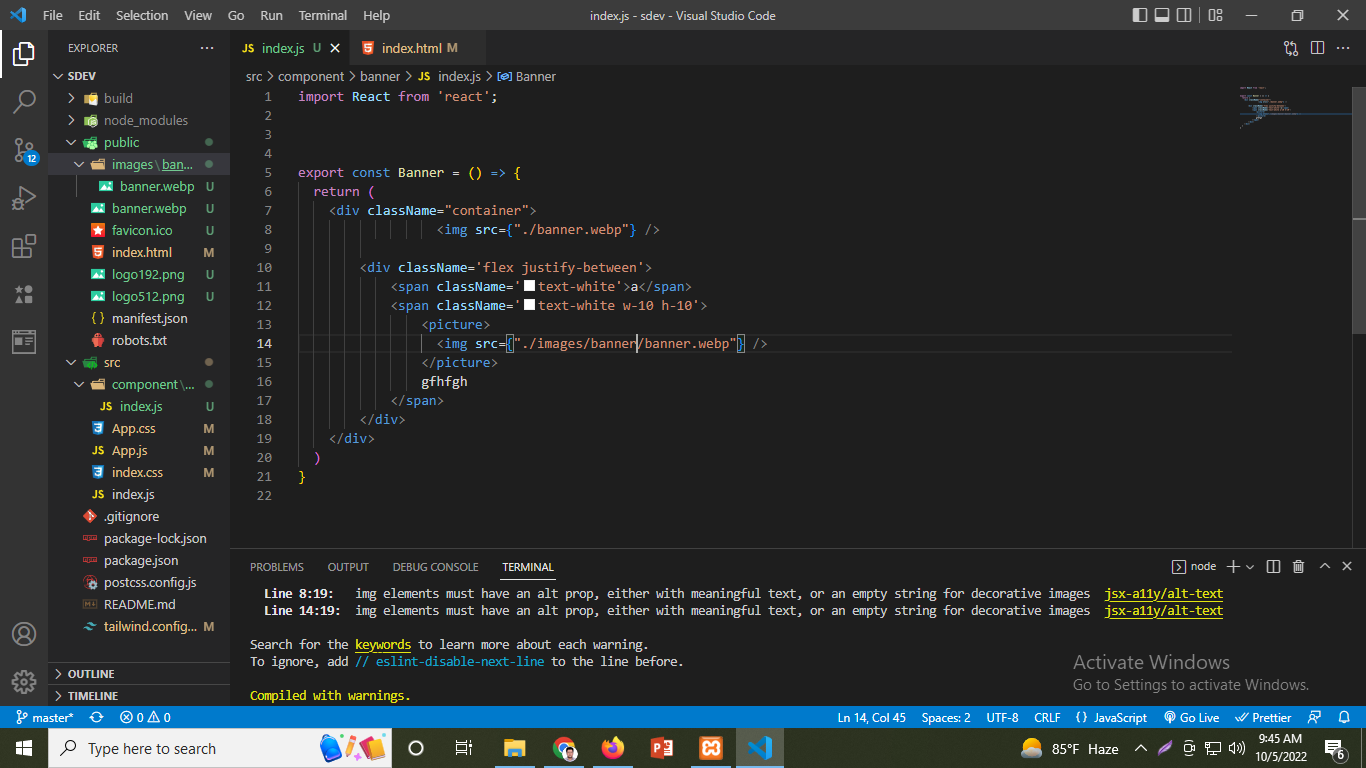 File Edit Selection View Go Run Terminal Help
index.js - sdev - Visual Studio Code
EXPLORER
SDEV
build
node_modules
public
images\ban...
banner.webp U
banner.webp U
favicon.ico U
index.html M
logo192.png U
logo512.png U
manifest.json
robots.txt
src
component\...
index.js U
App.css M
App.js M
index.css M
index.js
.gitignore
package-lock.json
package.json
postcss.config.js
README.md
tailwind.config... M
OUTLINE
TIMELINE
12
JS index.js U
index.html M
src > component > banner > JS index.js > Banner
1 import React from 'react';
2
3
4
5 export const Banner = () => {
6 return (
7 <div className="container">
8 <img src={"./banner.webp"} />
9
10 <div className='flex justify-between'>
11 <span className='text-white'>a</span>
12 <span className='text-white w-10 h-10'>
13 <picture>
14 <img src={"./images/banner/banner.webp"} />
15 </picture>
16 gfhfgh
17 </span>
18 </div>
19 </div>
20 )
21 }
22
PROBLEMS OUTPUT DEBUG CONSOLE TERMINAL
node
Line 8:19: img elements must have an alt prop, either with meaningful text, or an empty string for decorative images jsx-a11y/alt-text
Line 14:19: img elements must have an alt prop, either with meaningful text, or an empty string for decorative images jsx-a11y/alt-text
Search for the keywords to learn more about each warning.
To ignore, add // eslint-disable-next-line to the line before.
Compiled with warnings.
Activate Windows
Go to Settings to activate Windows.
master* 0 0
Ln 14, Col 45 Spaces: 2 UTF-8 CRLF {} JavaScript Go Live Prettier
Type here to search
85°F Haze
9:45 AM
10/5/2022
6